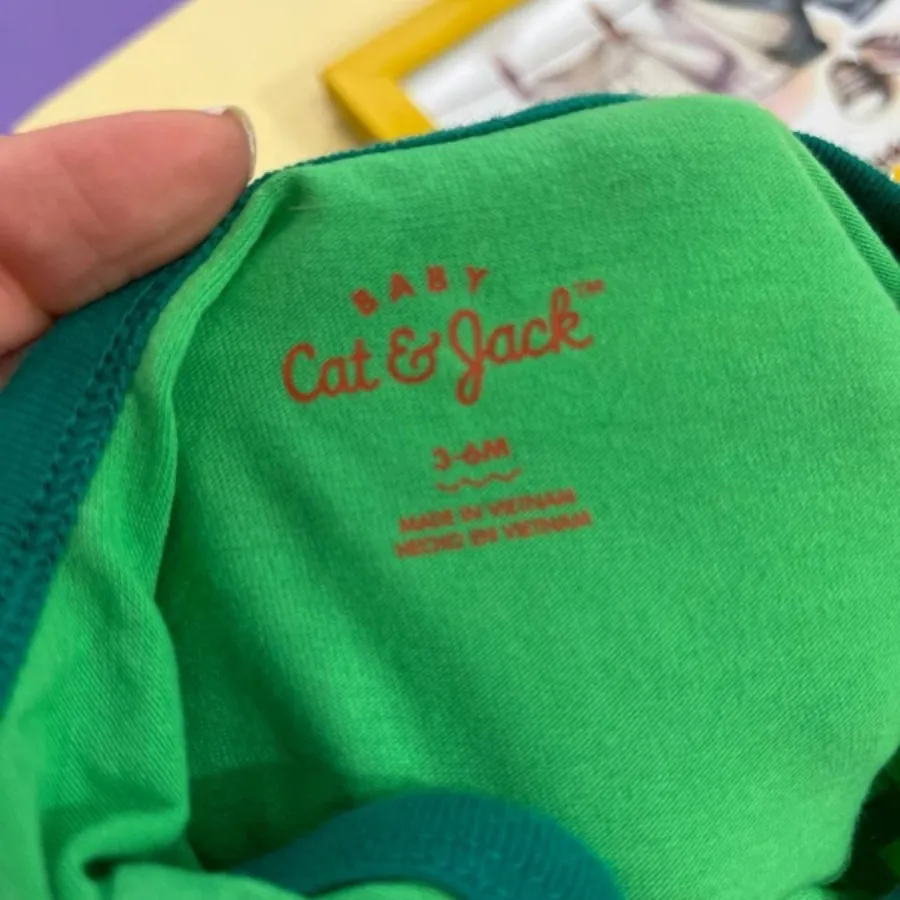 BABY
Cat & Jack™
3-6M
MADE IN VIETNAM
HECHO EN VIETNAM